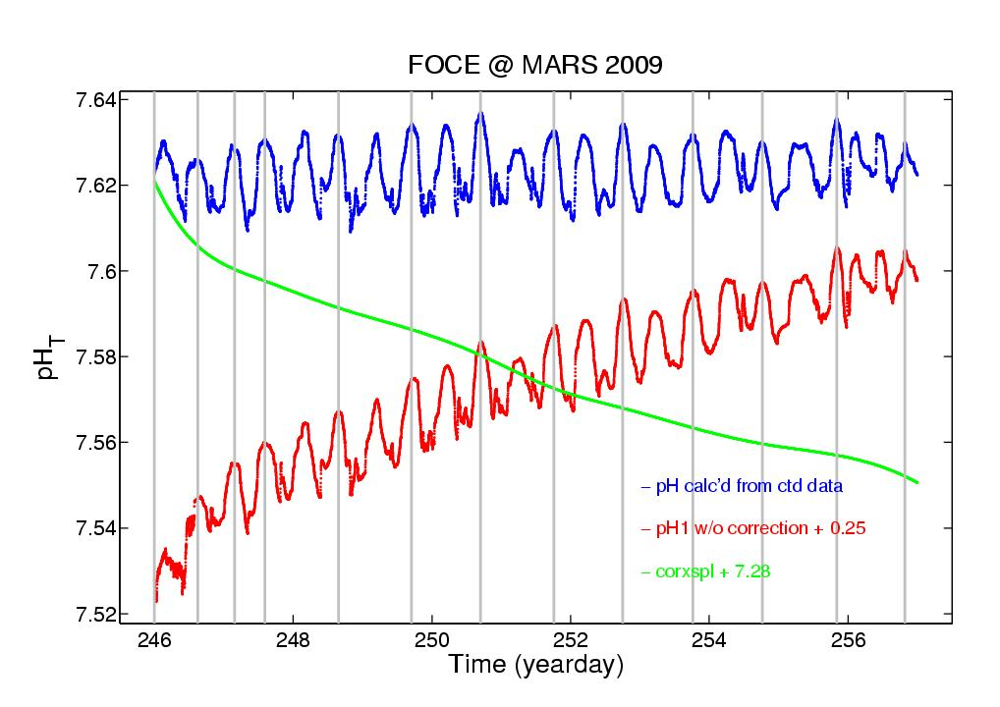 FOCE @ MARS 2009
7.64
7.62
7.6
7.58
7.56
7.54
7.52
pH_T
– pH calc'd from ctd data
– pH1 w/o correction + 0.25
– corxspl + 7.28
246 248 250 252 254 256
Time (yearday)